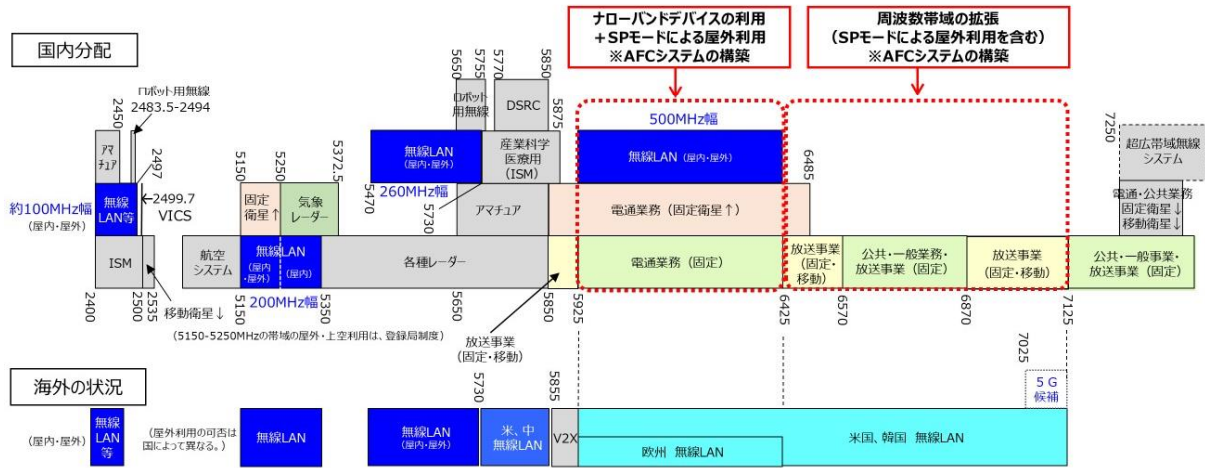 ナローバンドデバイスの利用
＋SPモードによる屋外利用
※AFCシステムの構築
周波数帯域の拡張
（SPモードによる屋外利用を含む）
※AFCシステムの構築
国内分配
ロボット用無線
2483.5-2494
2450
2497
←2499.7
VICS
アマ
チュア
約100MHz幅
（屋内・屋外）
無線
LAN等
ISM
2400
2500
2535
移動衛星↓
5150
5250
5372.5
固定
衛星↑
気象
レーダー
航空
システム
無線LAN
（屋内
・屋外）
（屋内）
5150
200MHz幅
5350
（5150-5250MHzの帯域の屋外・上空利用は、登録局制度）
5650
5755
5770
5850
5875
ロボット
用無線
DSRC
無線LAN
（屋内・屋外）
産業科学
医療用
（ISM）
5470
260MHz幅
5730
アマチュア
各種レーダー
5650
5850
放送事業
（固定・移動）
5925
500MHz幅
無線LAN（屋内・屋外）
6485
電通業務（固定衛星↑）
電通業務（固定）
6425
放送事業
（固定・
移動）
6570
公共・一般業務・
放送事業（固定）
6870
放送事業
（固定・移動）
7125
公共・一般事業・
放送事業（固定）
7250
超広帯域無線
システム
電通・公共業務
固定衛星↓
移動衛星↓
海外の状況
（屋内・屋外）
無線
LAN
等
（屋外利用の可否は
国によって異なる。）
無線LAN
無線LAN
（屋内・屋外）
5730
米、中
無線LAN
5855
V2X
欧州 無線LAN
米国、韓国 無線LAN
7025
５Ｇ
候補